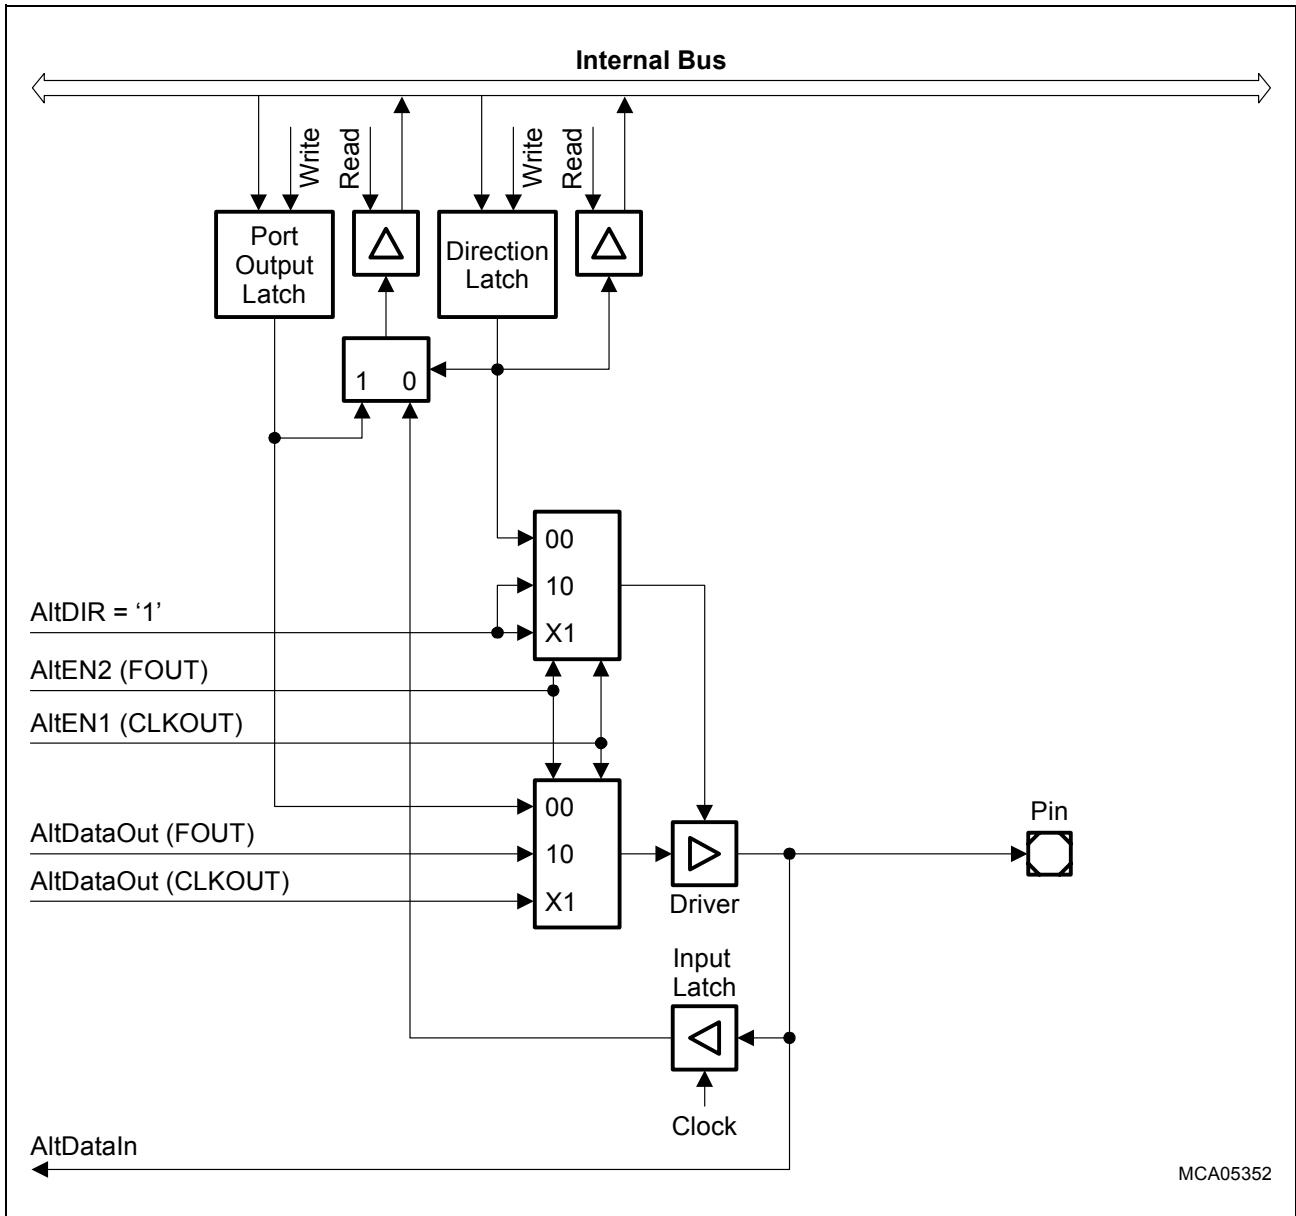 Internal Bus
Write
Read
Write
Read
Port
Output
Latch
Direction
Latch
1 0
00
10
X1
AltDIR = ‘1’
AltEN2 (FOUT)
AltEN1 (CLKOUT)
00
10
X1
AltDataOut (FOUT)
AltDataOut (CLKOUT)
Driver
Pin
Input
Latch
Clock
AltDataIn
MCA05352